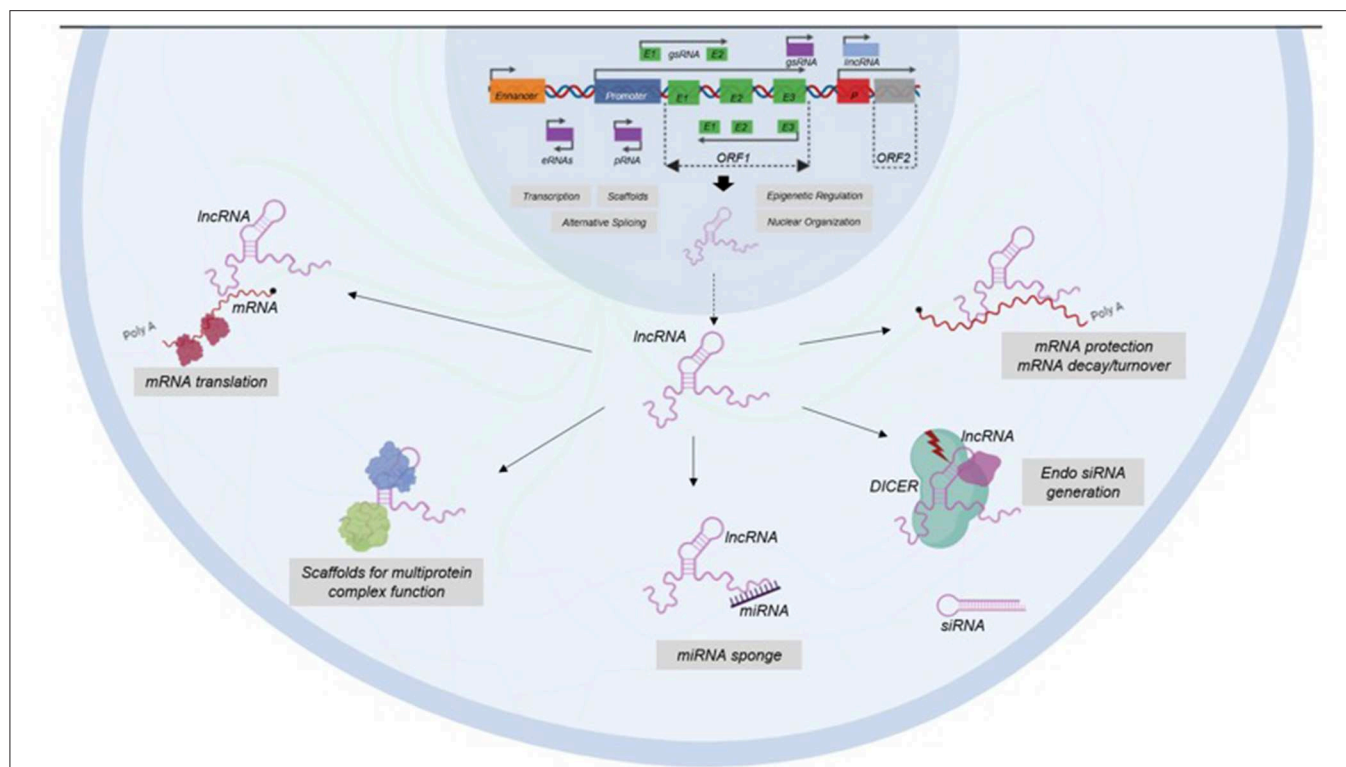 E1 gsRNA E2
gsRNA
lncRNA
Ennancer
Promoter
E1
E2
E3
P
E1
E2
E3
eRNAs
pRNA
ORF1
ORF2
Transcription
Scaffolds
Alternative Splicing
Epigenetic Regulation
Nuclear Organization
lncRNA
mRNA
Poly A
mRNA translation
lncRNA
Poly A
mRNA protection
mRNA decay/turnover
Scaffolds for multiprotein
complex function
lncRNA
miRNA
miRNA sponge
lncRNA
DICER
Endo siRNA
generation
siRNA